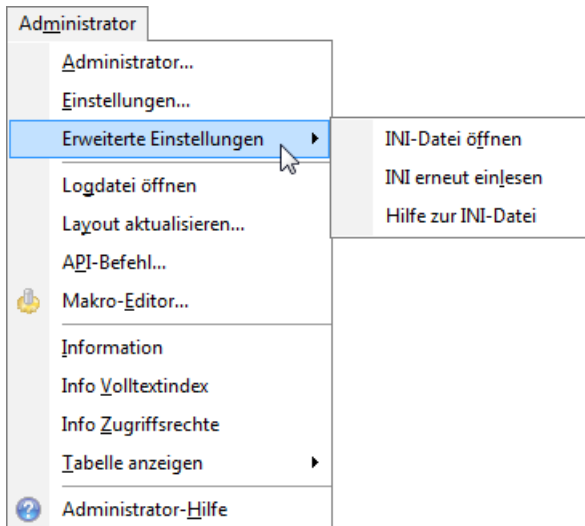 Administrator
Administrator...
Einstellungen...
Erweiterte Einstellungen
INI-Datei öffnen
INI erneut einlesen
Hilfe zur INI-Datei
Logdatei öffnen
Layout aktualisieren...
API-Befehl...
Makro-Editor...
Information
Info Volltextindex
Info Zugriffsrechte
Tabelle anzeigen
Administrator-Hilfe